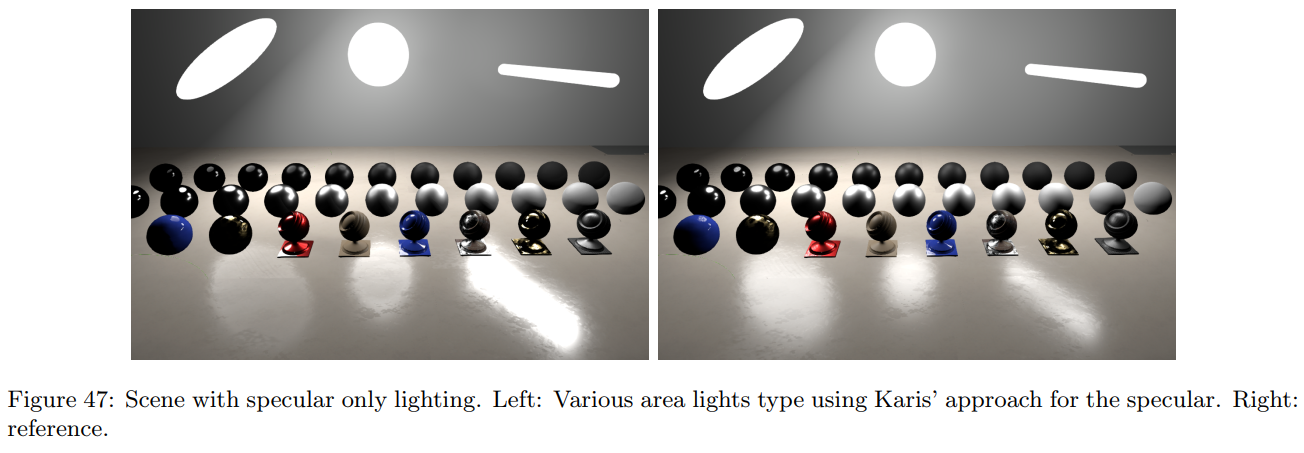 Figure 47: Scene with specular only lighting. Left: Various area lights type using Karis' approach for the specular. Right:
reference.